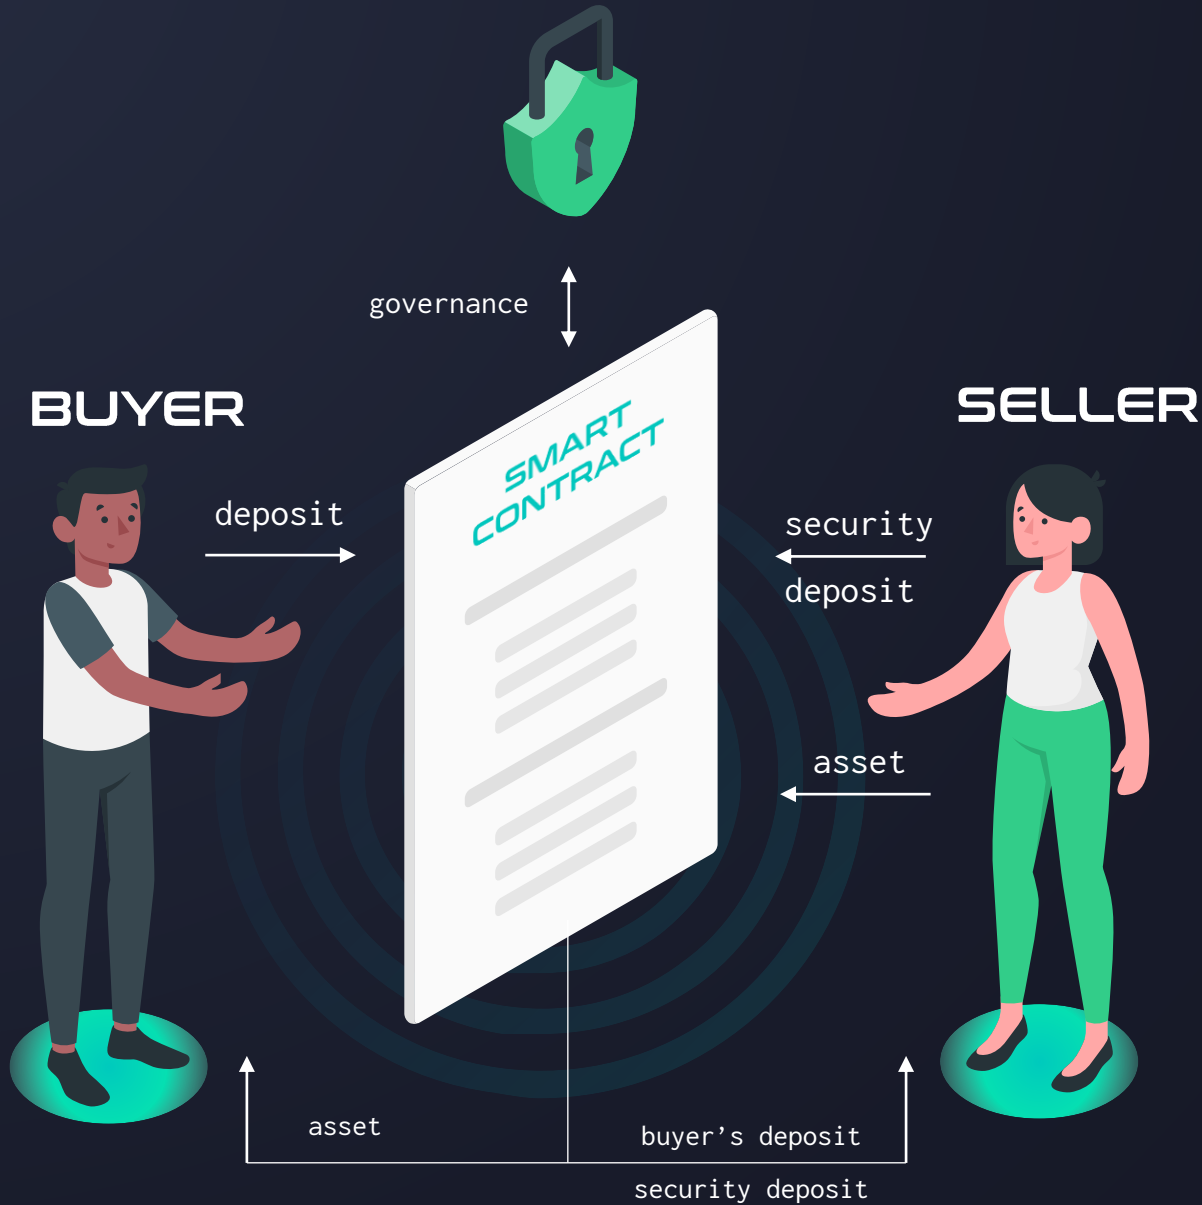 governance
BUYER
SELLER
SMART
CONTRACT
deposit
security
deposit
asset
asset
buyer’s deposit
security deposit